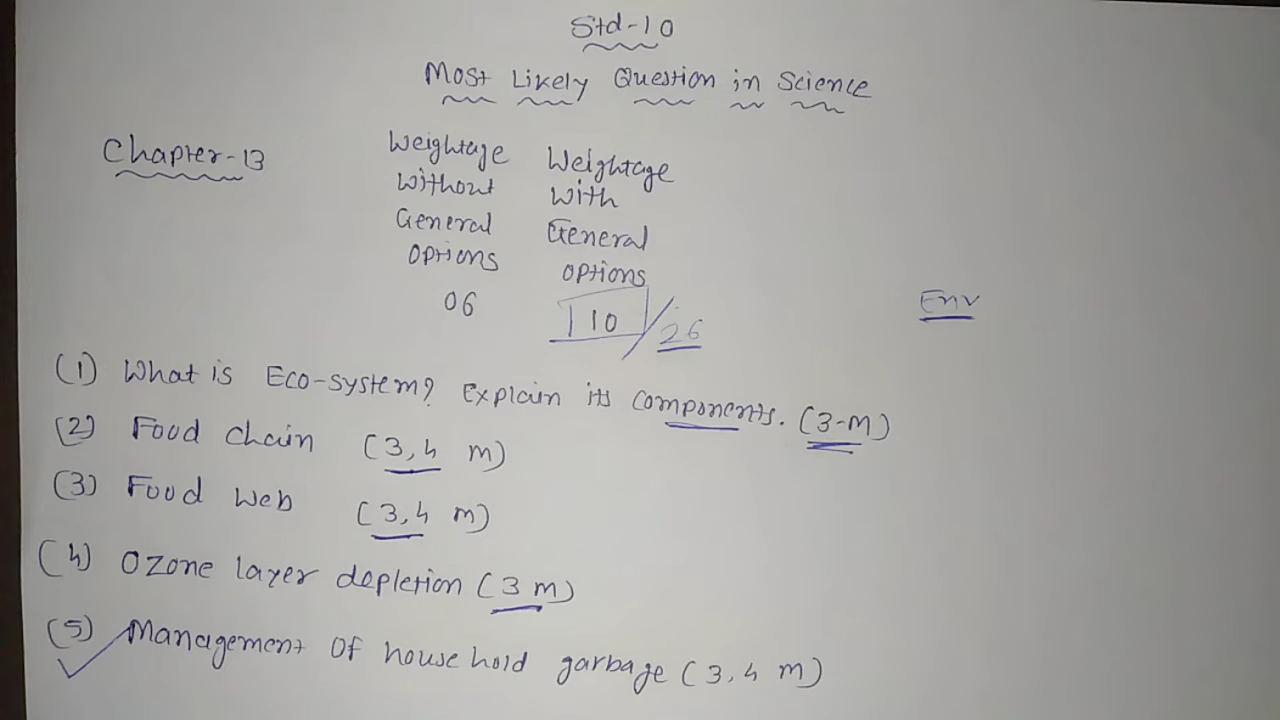 Std-10
Most Likely Question in Science
Chapter-13
Weightage
without
General
Options
06
Weightage
with
General
Options
10/26
Env
(1) What is Eco-system? Explain its components. (3-M)
(2) Food chain (3,4 m)
(3) Food web (3,4 m)
(4) Ozone layer depletion (3 m)
(5) Management of house hold garbage (3,4 m)